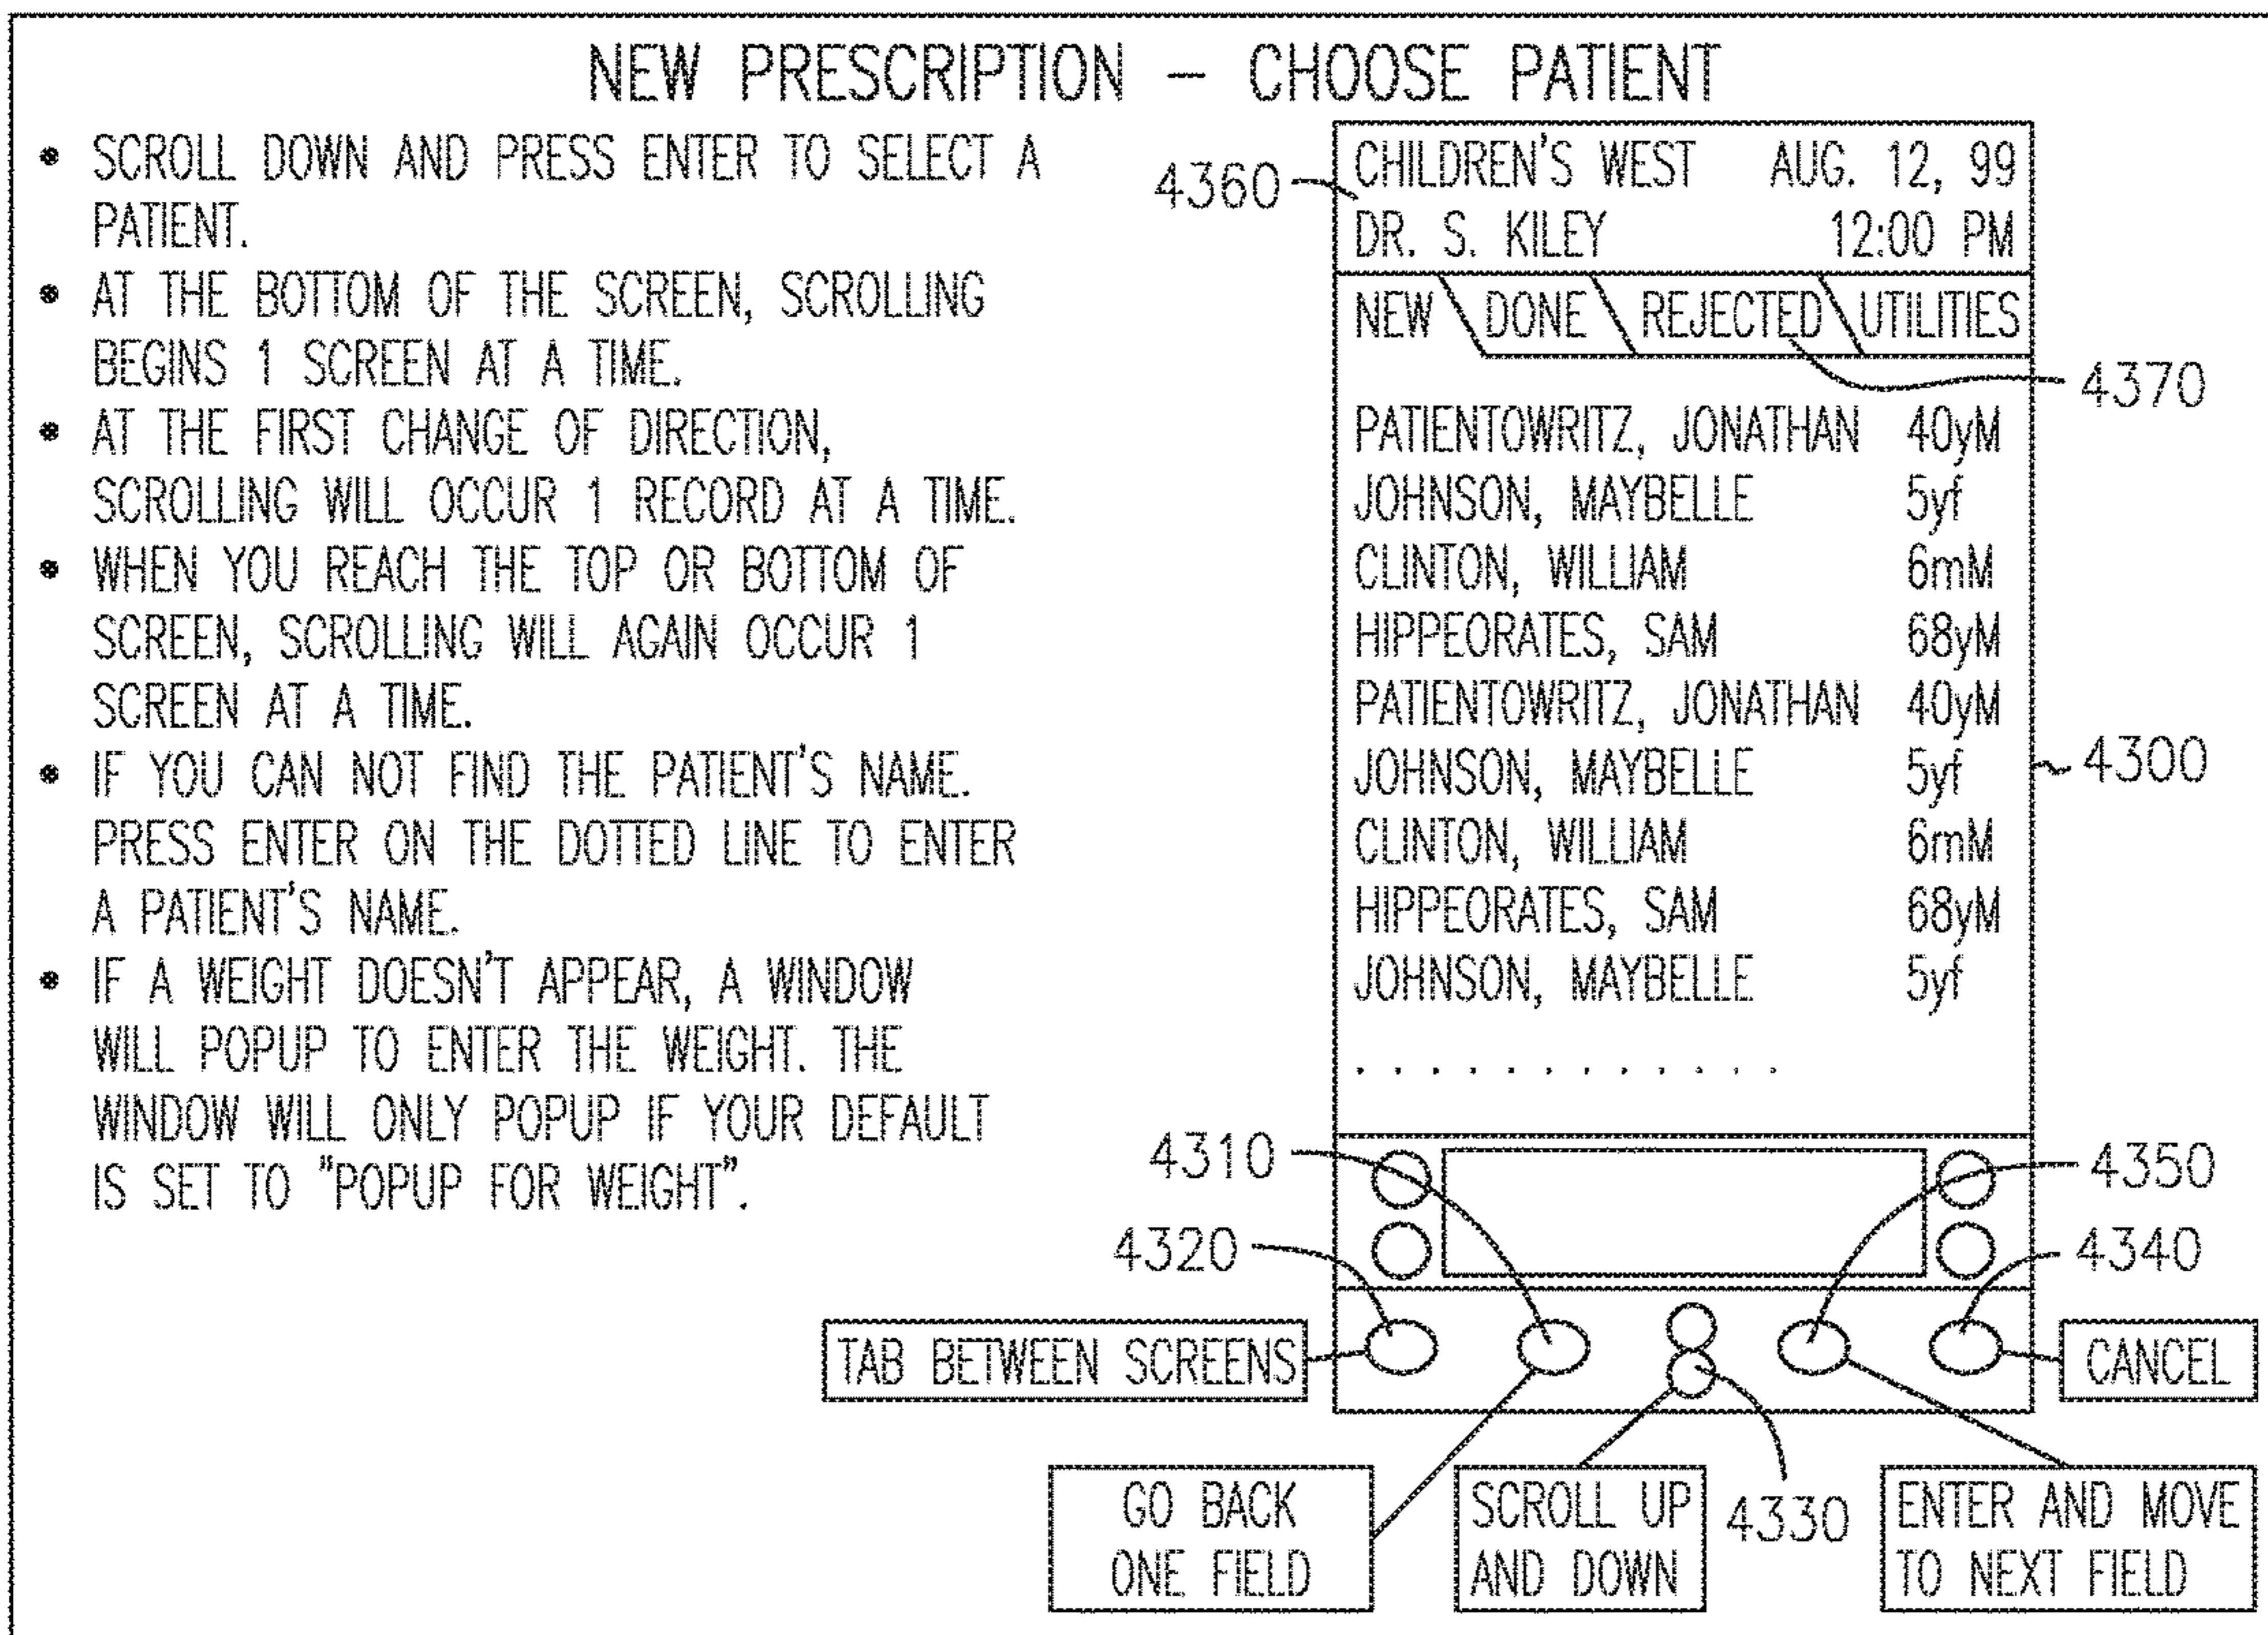 NEW PRESCRIPTION – CHOOSE PATIENT
• SCROLL DOWN AND PRESS ENTER TO SELECT A
PATIENT.
• AT THE BOTTOM OF THE SCREEN, SCROLLING
BEGINS 1 SCREEN AT A TIME.
• AT THE FIRST CHANGE OF DIRECTION,
SCROLLING WILL OCCUR 1 RECORD AT A TIME.
• WHEN YOU REACH THE TOP OR BOTTOM OF
SCREEN, SCROLLING WILL AGAIN OCCUR 1
SCREEN AT A TIME.
• IF YOU CAN NOT FIND THE PATIENT'S NAME.
PRESS ENTER ON THE DOTTED LINE TO ENTER
A PATIENT'S NAME.
• IF A WEIGHT DOESN'T APPEAR, A WINDOW
WILL POPUP TO ENTER THE WEIGHT. THE
WINDOW WILL ONLY POPUP IF YOUR DEFAULT
IS SET TO "POPUP FOR WEIGHT".
4360
CHILDREN'S WEST AUG. 12, 99
DR. S. KILEY 12:00 PM
NEW DONE REJECTED UTILITIES
4370
PATIENTOWRITZ, JONATHAN 40yM
JOHNSON, MAYBELLE 5yf
CLINTON, WILLIAM 6mM
HIPPEORATES, SAM 68yM
PATIENTOWRITZ, JONATHAN 40yM
JOHNSON, MAYBELLE 5yf
4300
CLINTON, WILLIAM 6mM
HIPPEORATES, SAM 68yM
JOHNSON, MAYBELLE 5yf
. . . . . . . . . . . .
4310
4350
4320
4340
TAB BETWEEN SCREENS
CANCEL
GO BACK
ONE FIELD
SCROLL UP
AND DOWN
4330
ENTER AND MOVE
TO NEXT FIELD